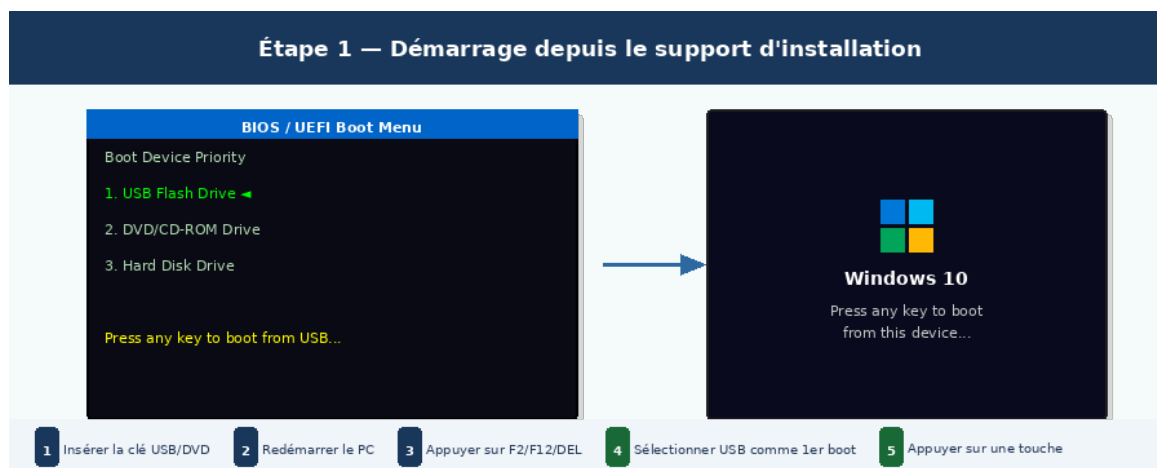 Étape 1 — Démarrage depuis le support d'installation
BIOS / UEFI Boot Menu
Boot Device Priority
1. USB Flash Drive ◄
2. DVD/CD-ROM Drive
3. Hard Disk Drive
Press any key to boot from USB...
Windows 10
Press any key to boot
from this device...
1 Insérer la clé USB/DVD
2 Redémarrer le PC
3 Appuyer sur F2/F12/DEL
4 Sélectionner USB comme 1er boot
5 Appuyer sur une touche